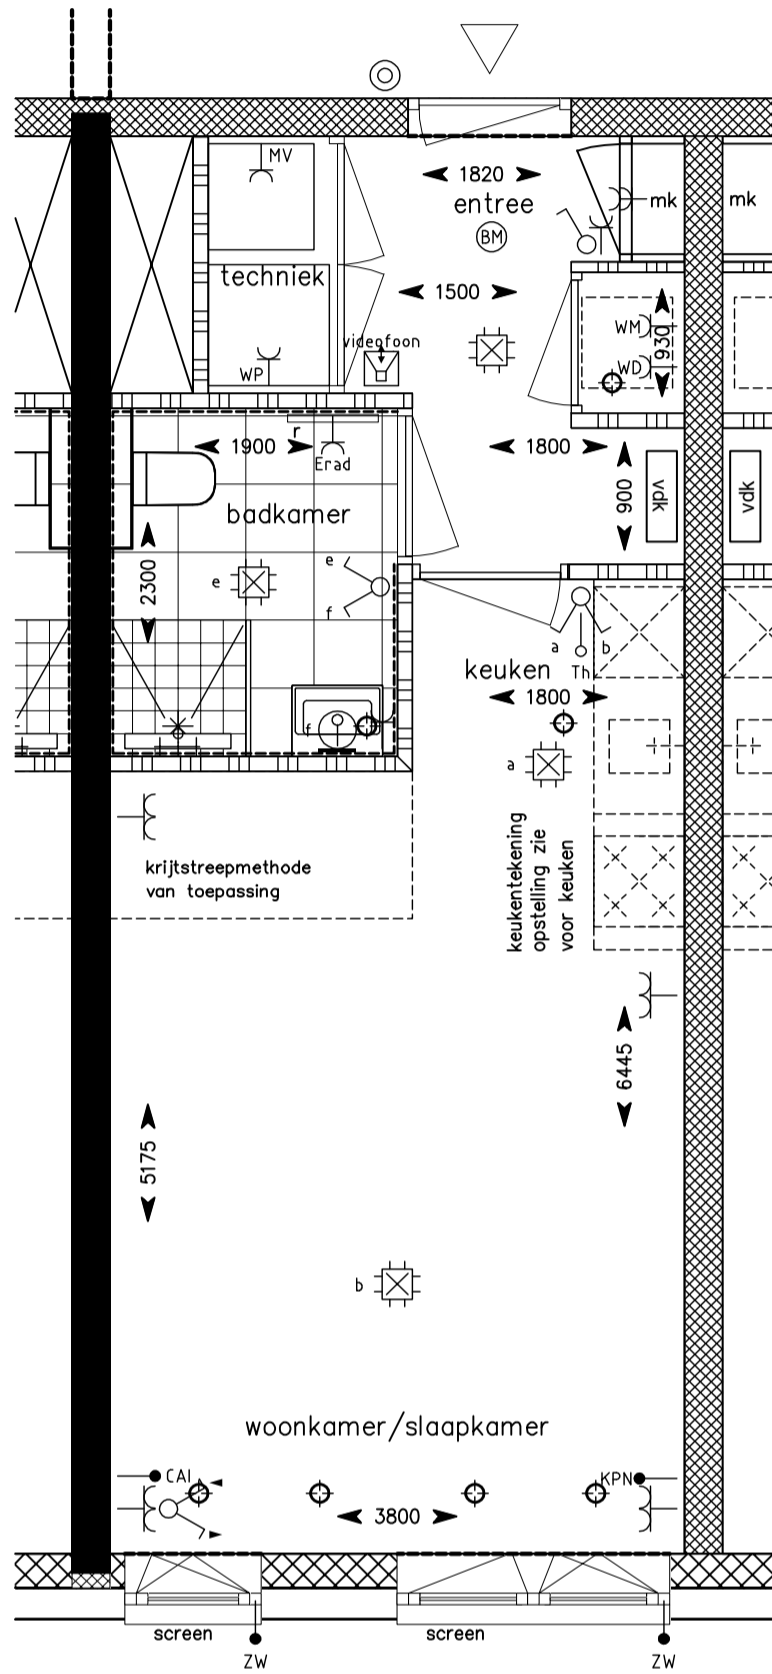 MV
1820
entree
BM
mk
mk
techniek
1500
videofoon
WP
WM
WD
930
r
Erad
1900
1800
900
vdk
vdk
badkamer
2300
e
e
f
f
a
b
Th
keuken
1800
a
keukentekening
opstelling zie
voor keuken
krijtstreepmethode
van toepassing
6445
5175
b
woonkamer/slaapkamer
CAI
KPN
3800
screen
screen
ZW
ZW